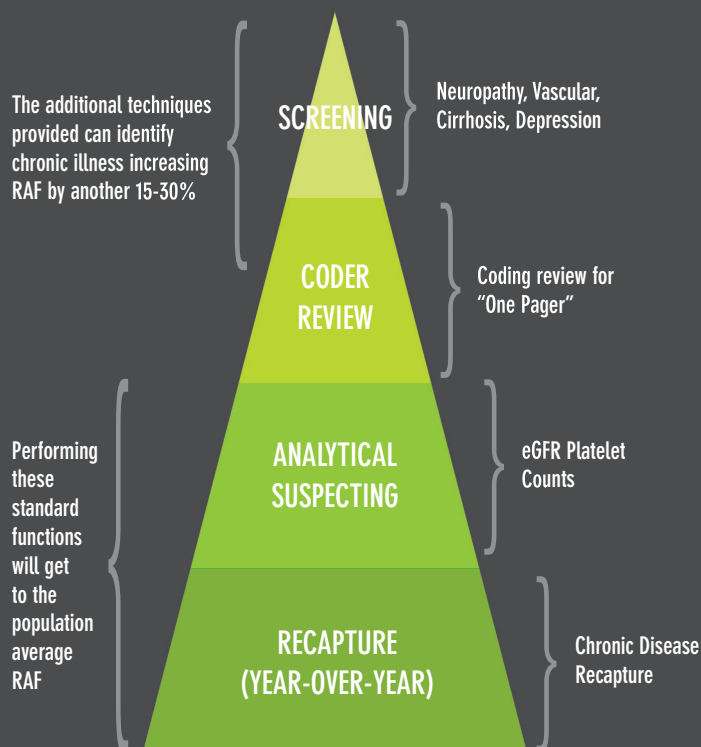 The additional techniques
provided can identify
chronic illness increasing
RAF by another 15-30%
SCREENING
Neuropathy, Vascular,
Cirrhosis, Depression
CODER
REVIEW
Coding review for
“One Pager”
Performing
these
standard
functions
will get
to the
population
average
RAF
ANALYTICAL
SUSPECTING
eGFR Platelet
Counts
RECAPTURE
(YEAR-OVER-YEAR)
Chronic Disease
Recapture